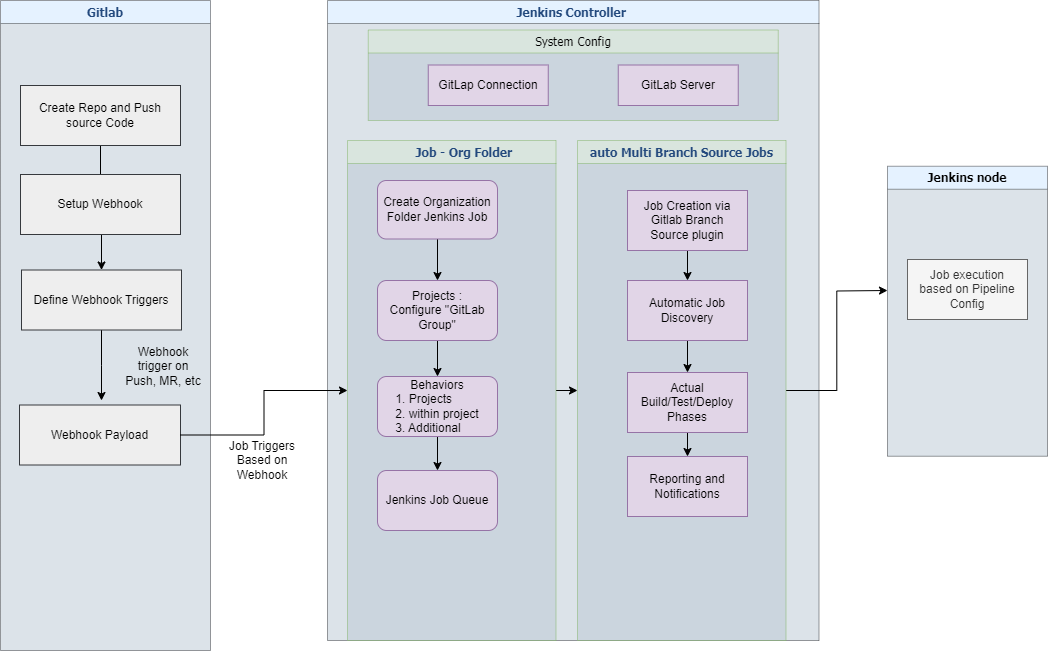 Gitlab
Create Repo and Push
source Code
Setup Webhook
Define Webhook Triggers
Webhook
trigger on
Push, MR, etc
Webhook Payload
Job Triggers
Based on
Webhook
Jenkins Controller
System Config
GitLap Connection
GitLab Server
Job - Org Folder
Create Organization
Folder Jenkins Job
Projects :
Configure "GitLab
Group"
Behaviors
1. Projects
2. within project
3. Additional
Jenkins Job Queue
auto Multi Branch Source Jobs
Job Creation via
Gitlab Branch
Source plugin
Automatic Job
Discovery
Actual
Build/Test/Deploy
Phases
Reporting and
Notifications
Jenkins node
Job execution
based on Pipeline
Config